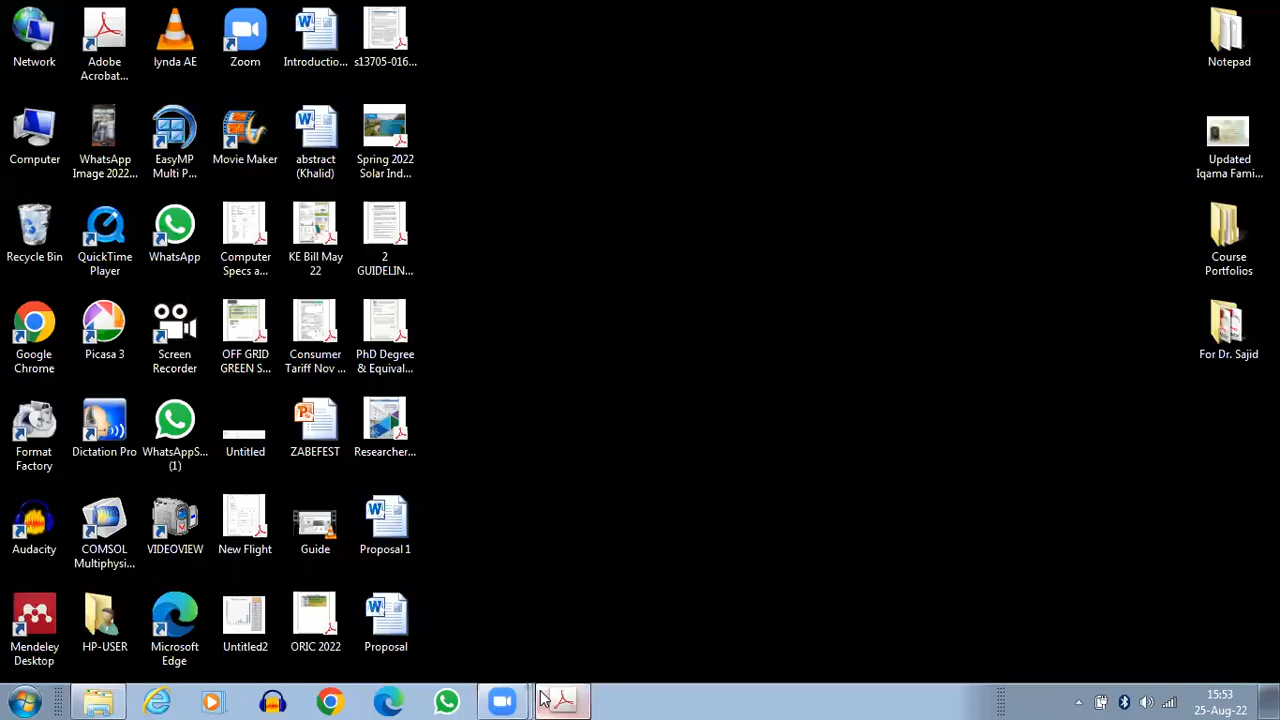 Network
Adobe
Acrobat...
lynda AE
Zoom
Introductio...
s13705-016...
Notepad
Computer
WhatsApp
Image 2022...
EasyMP
Multi P...
Movie Maker
abstract
(Khalid)
Spring 2022
Solar Ind...
Updated
Iqama Fami...
Recycle Bin
QuickTime
Player
WhatsApp
Computer
Specs a...
KE Bill May
22
2
GUIDELIN...
Course
Portfolios
Google
Chrome
Picasa 3
Screen
Recorder
OFF GRID
GREEN S...
Consumer
Tariff Nov ...
PhD Degree
& Equival...
For Dr. Sajid
Format
Factory
Dictation Pro
WhatsAppS...
(1)
Untitled
ZABEFEST
Researcher...
Audacity
COMSOL
Multiphysi...
VIDEOVIEW
New Flight
Guide
Proposal 1
Mendeley
Desktop
HP-USER
Microsoft
Edge
Untitled2
ORIC 2022
Proposal
15:53
25-Aug-22